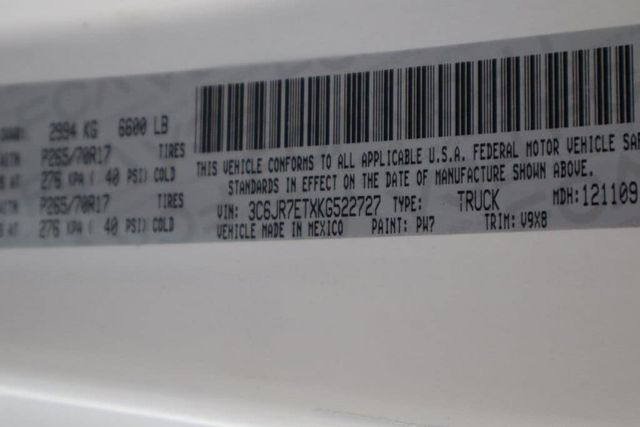 2994 KG 6600 LB
P265/70R17 TIRES
276 KPA ( 40 PSI) COLD
P265/70R17 TIRES
276 KPA ( 40 PSI) COLD
THIS VEHICLE CONFORMS TO ALL APPLICABLE U.S.A. FEDERAL MOTOR VEHICLE SA
STANDARDS IN EFFECT ON THE DATE OF MANUFACTURE SHOWN ABOVE.
VIN: 3C6JR7ETXKG522727 TYPE: TRUCK MDH:121109
VEHICLE MADE IN MEXICO PAINT: PW7 TRIM: V9X8